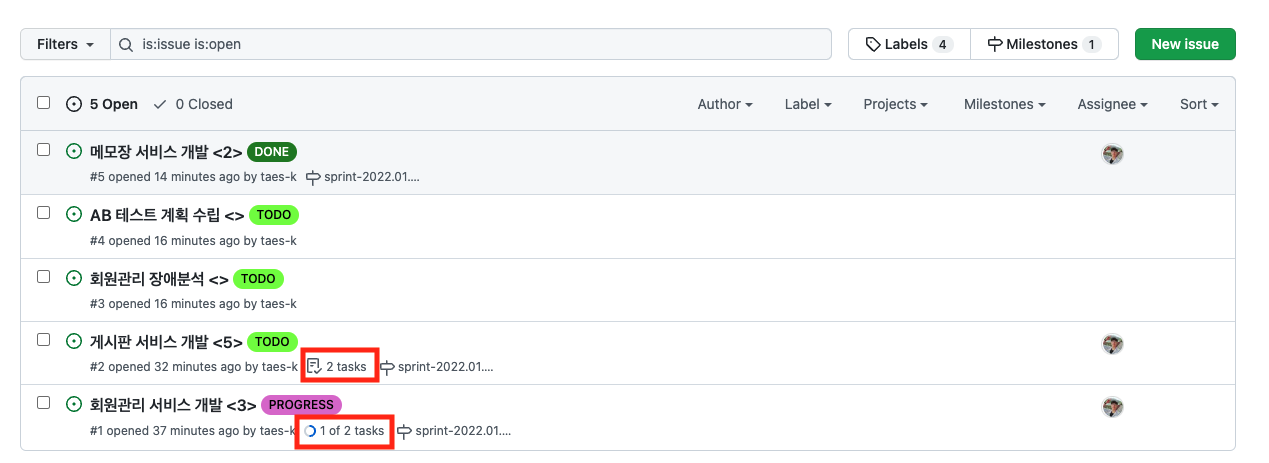 Filters is:issue is:open Labels 4 Milestones 1 New issue
5 Open 0 Closed Author Label Projects Milestones Assignee Sort
메모장 서비스 개발 <2> DONE
#5 opened 14 minutes ago by taes-k sprint-2022.01....
AB 테스트 계획 수립 <> TODO
#4 opened 16 minutes ago by taes-k
회원관리 장애분석 <> TODO
#3 opened 16 minutes ago by taes-k
게시판 서비스 개발 <5> TODO
#2 opened 32 minutes ago by taes-k 2 tasks sprint-2022.01....
회원관리 서비스 개발 <3> PROGRESS
#1 opened 37 minutes ago by taes-k 1 of 2 tasks sprint-2022.01....